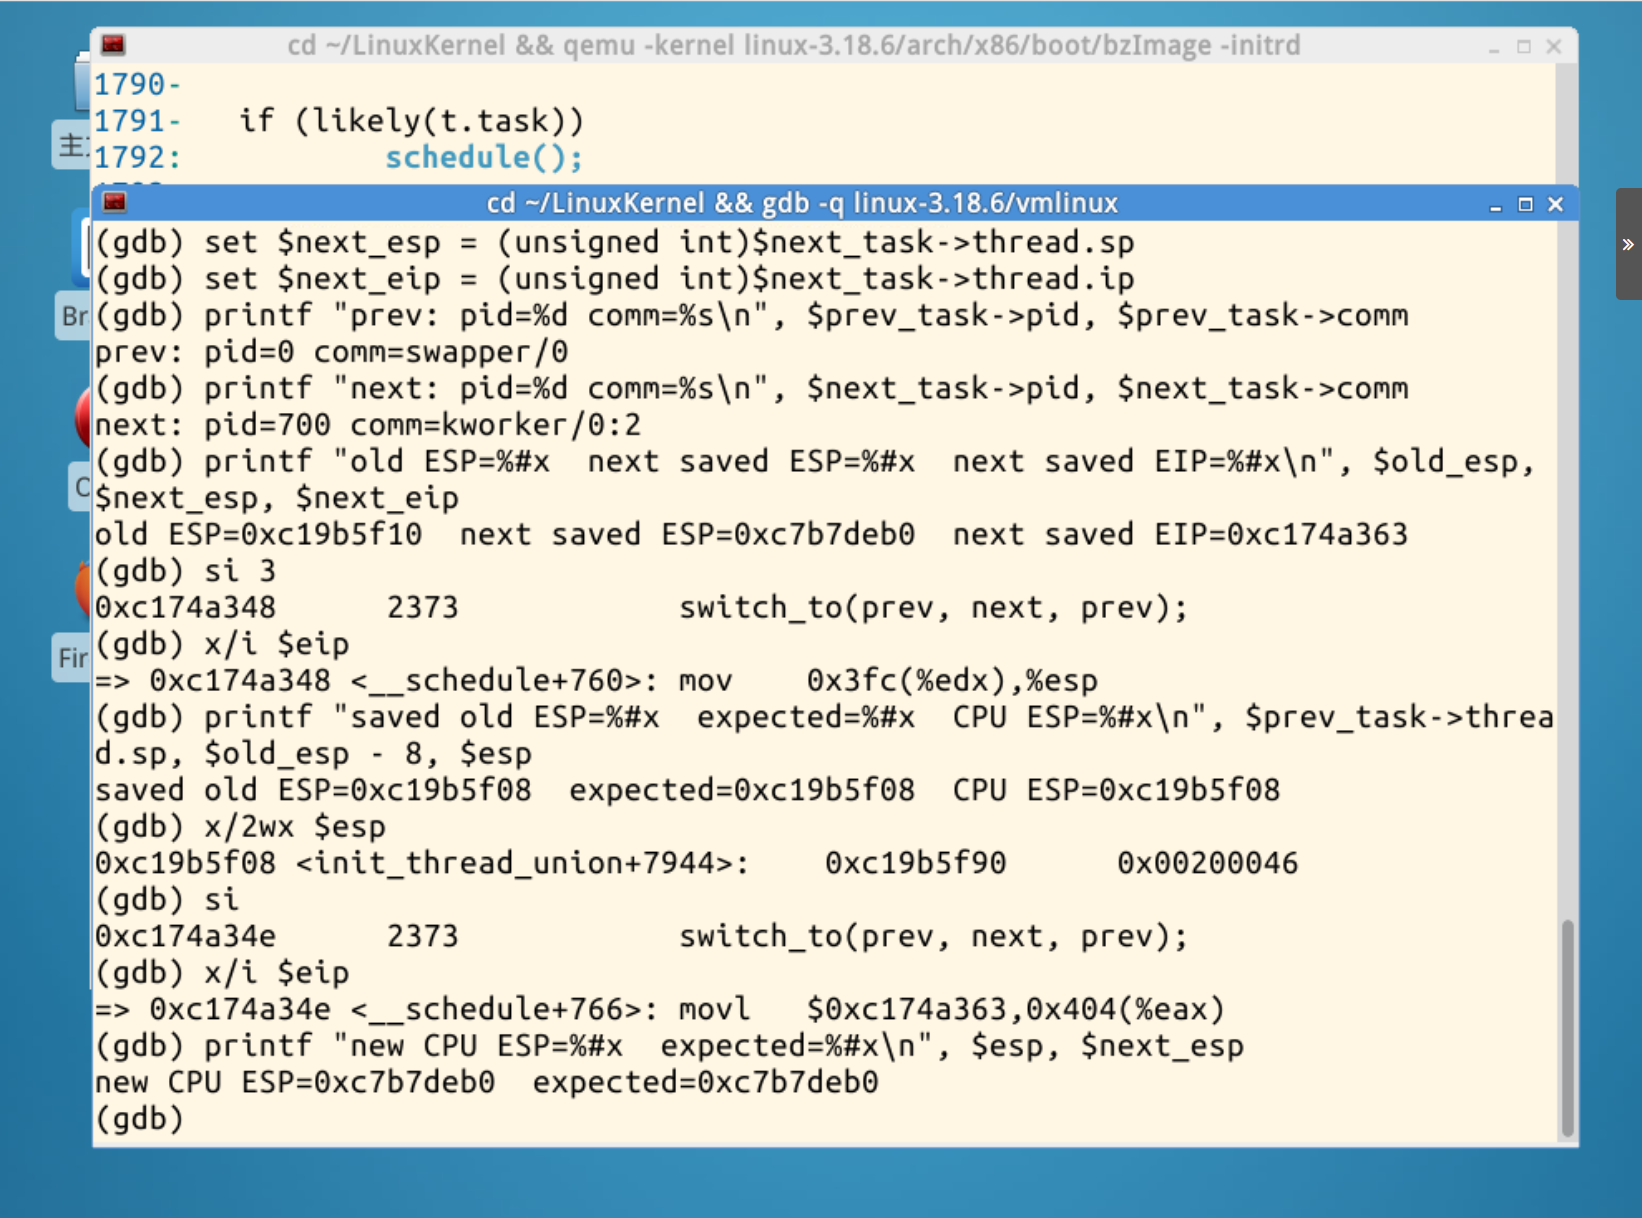 cd ~/LinuxKernel && qemu -kernel linux-3.18.6/arch/x86/boot/bzImage -initrd
1790-
1791-   if (likely(t.task))
1792:           schedule();
主
cd ~/LinuxKernel && gdb -q linux-3.18.6/vmlinux
(gdb) set $next_esp = (unsigned int)$next_task->thread.sp
(gdb) set $next_eip = (unsigned int)$next_task->thread.ip
Br
(gdb) printf "prev: pid=%d comm=%s\n", $prev_task->pid, $prev_task->comm
prev: pid=0 comm=swapper/0
(gdb) printf "next: pid=%d comm=%s\n", $next_task->pid, $next_task->comm
next: pid=700 comm=kworker/0:2
(gdb) printf "old ESP=%#x  next saved ESP=%#x  next saved EIP=%#x\n", $old_esp,
$next_esp, $next_eip
old ESP=0xc19b5f10  next saved ESP=0xc7b7deb0  next saved EIP=0xc174a363
(gdb) si 3
0xc174a348      2373            switch_to(prev, next, prev);
(gdb) x/i $eip
Fir
=> 0xc174a348 <__schedule+760>: mov    0x3fc(%edx),%esp
(gdb) printf "saved old ESP=%#x  expected=%#x  CPU ESP=%#x\n", $prev_task->threa
d.sp, $old_esp - 8, $esp
saved old ESP=0xc19b5f08  expected=0xc19b5f08  CPU ESP=0xc19b5f08
(gdb) x/2wx $esp
0xc19b5f08 <init_thread_union+7944>:    0xc19b5f90      0x00200046
(gdb) si
0xc174a34e      2373            switch_to(prev, next, prev);
(gdb) x/i $eip
=> 0xc174a34e <__schedule+766>: movl   $0xc174a363,0x404(%eax)
(gdb) printf "new CPU ESP=%#x  expected=%#x\n", $esp, $next_esp
new CPU ESP=0xc7b7deb0  expected=0xc7b7deb0
(gdb)